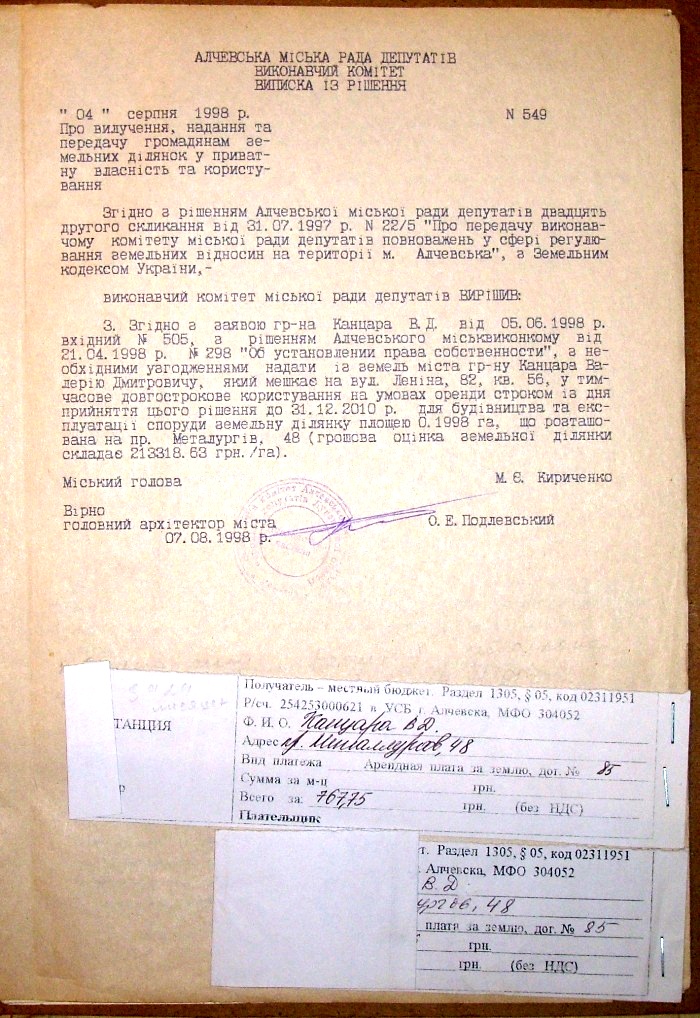 АЛЧЕВСЬКА МІСЬКА РАДА ДЕПУТАТІВ
ВИКОНАВЧИЙ КОМІТЕТ
ВИПИСКА ІЗ РІШЕННЯ
" 04 " серпня 1998 р. N 549
Про вилучення, надання та
передачу громадянам зе-
мельних ділянок у приват-
ну власність та користу-
вання
Згідно з рішенням Алчевської міської ради депутатів двадцять
другого скликання від 31.07.1997 р. N 22/5 "Про передачу виконав-
чому комітету міської ради депутатів повноважень у сфері регулю-
вання земельних відносин на території м. Алчевська", з Земельним
кодексом України,-
виконавчий комітет міської ради депутатів ВИРІШИВ:
3. Згідно з заявою гр-на Канцара В.Д. від 05.06.1998 р.
вхідний № 505, з рішенням Алчевського міськвиконкому від
21.04.1998 р. № 298 "Об установлении права собственности", з не-
обхідними узгодженнями надати із земель міста гр-ну Канцара Ва-
лерію Дмитровичу, який мешкає на вул. Леніна, 82, кв. 56, у тим-
часове довгострокове користування на умовах оренди строком із дня
прийняття цього рішення до 31.12.2010 р. для будівництва та екс-
плуатації споруди земельну ділянку площею 0.1998 га, що розташо-
вана на пр. Металургів, 48 (грошова оцінка земельної ділянки
складає 213318.63 грн./га).
Міський голова М.Є. Кириченко
Вірно
головний архітектор міста О.Е.Подлевський
07.08.1998 р.
Получатель – местный бюджет. Раздел 1305, § 05, код 02311951
Р/сч. 254253000621 в УСБ г. Алчевска, МФО 304052
ТАНЦИЯ
Ф. И. О. Канцара В Д
Адрес пр. Металлургов, 48
Вид платежа Арендная плата за землю, дог. № 85
Сумма за м-ц грн.
Всего за: 767,75 грн. (без НДС)
Плательщик:
т. Раздел 1305, § 05, код 02311951
Алчевска, МФО 304052
В. Д
ургов, 48
плата за землю, дог. № 85
грн.
грн. (без НДС)